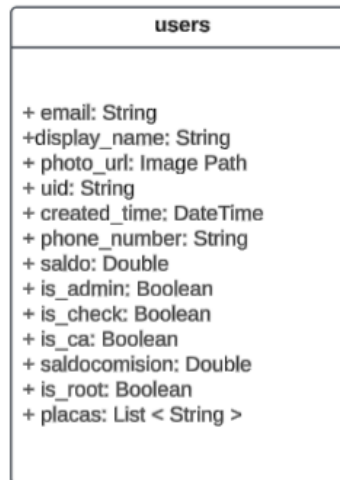 users
+ email: String
+display_name: String
+ photo_url: Image Path
+ uid: String
+ created_time: DateTime
+ phone_number: String
+ saldo: Double
+ is_admin: Boolean
+ is_check: Boolean
+ is_ca: Boolean
+ saldocomision: Double
+ is_root: Boolean
+ placas: List < String >